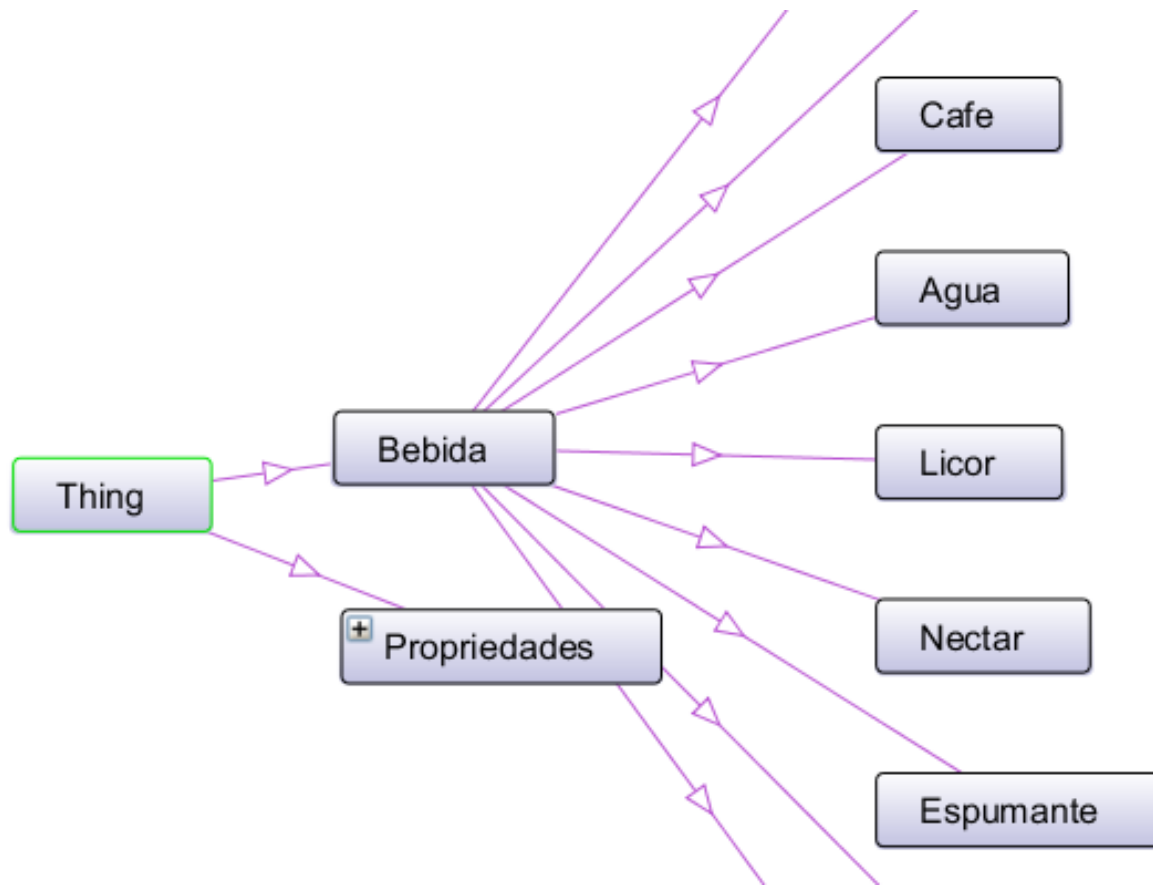 Cafe
Agua
Bebida
Licor
Thing
Nectar
Propriedades
Espumante